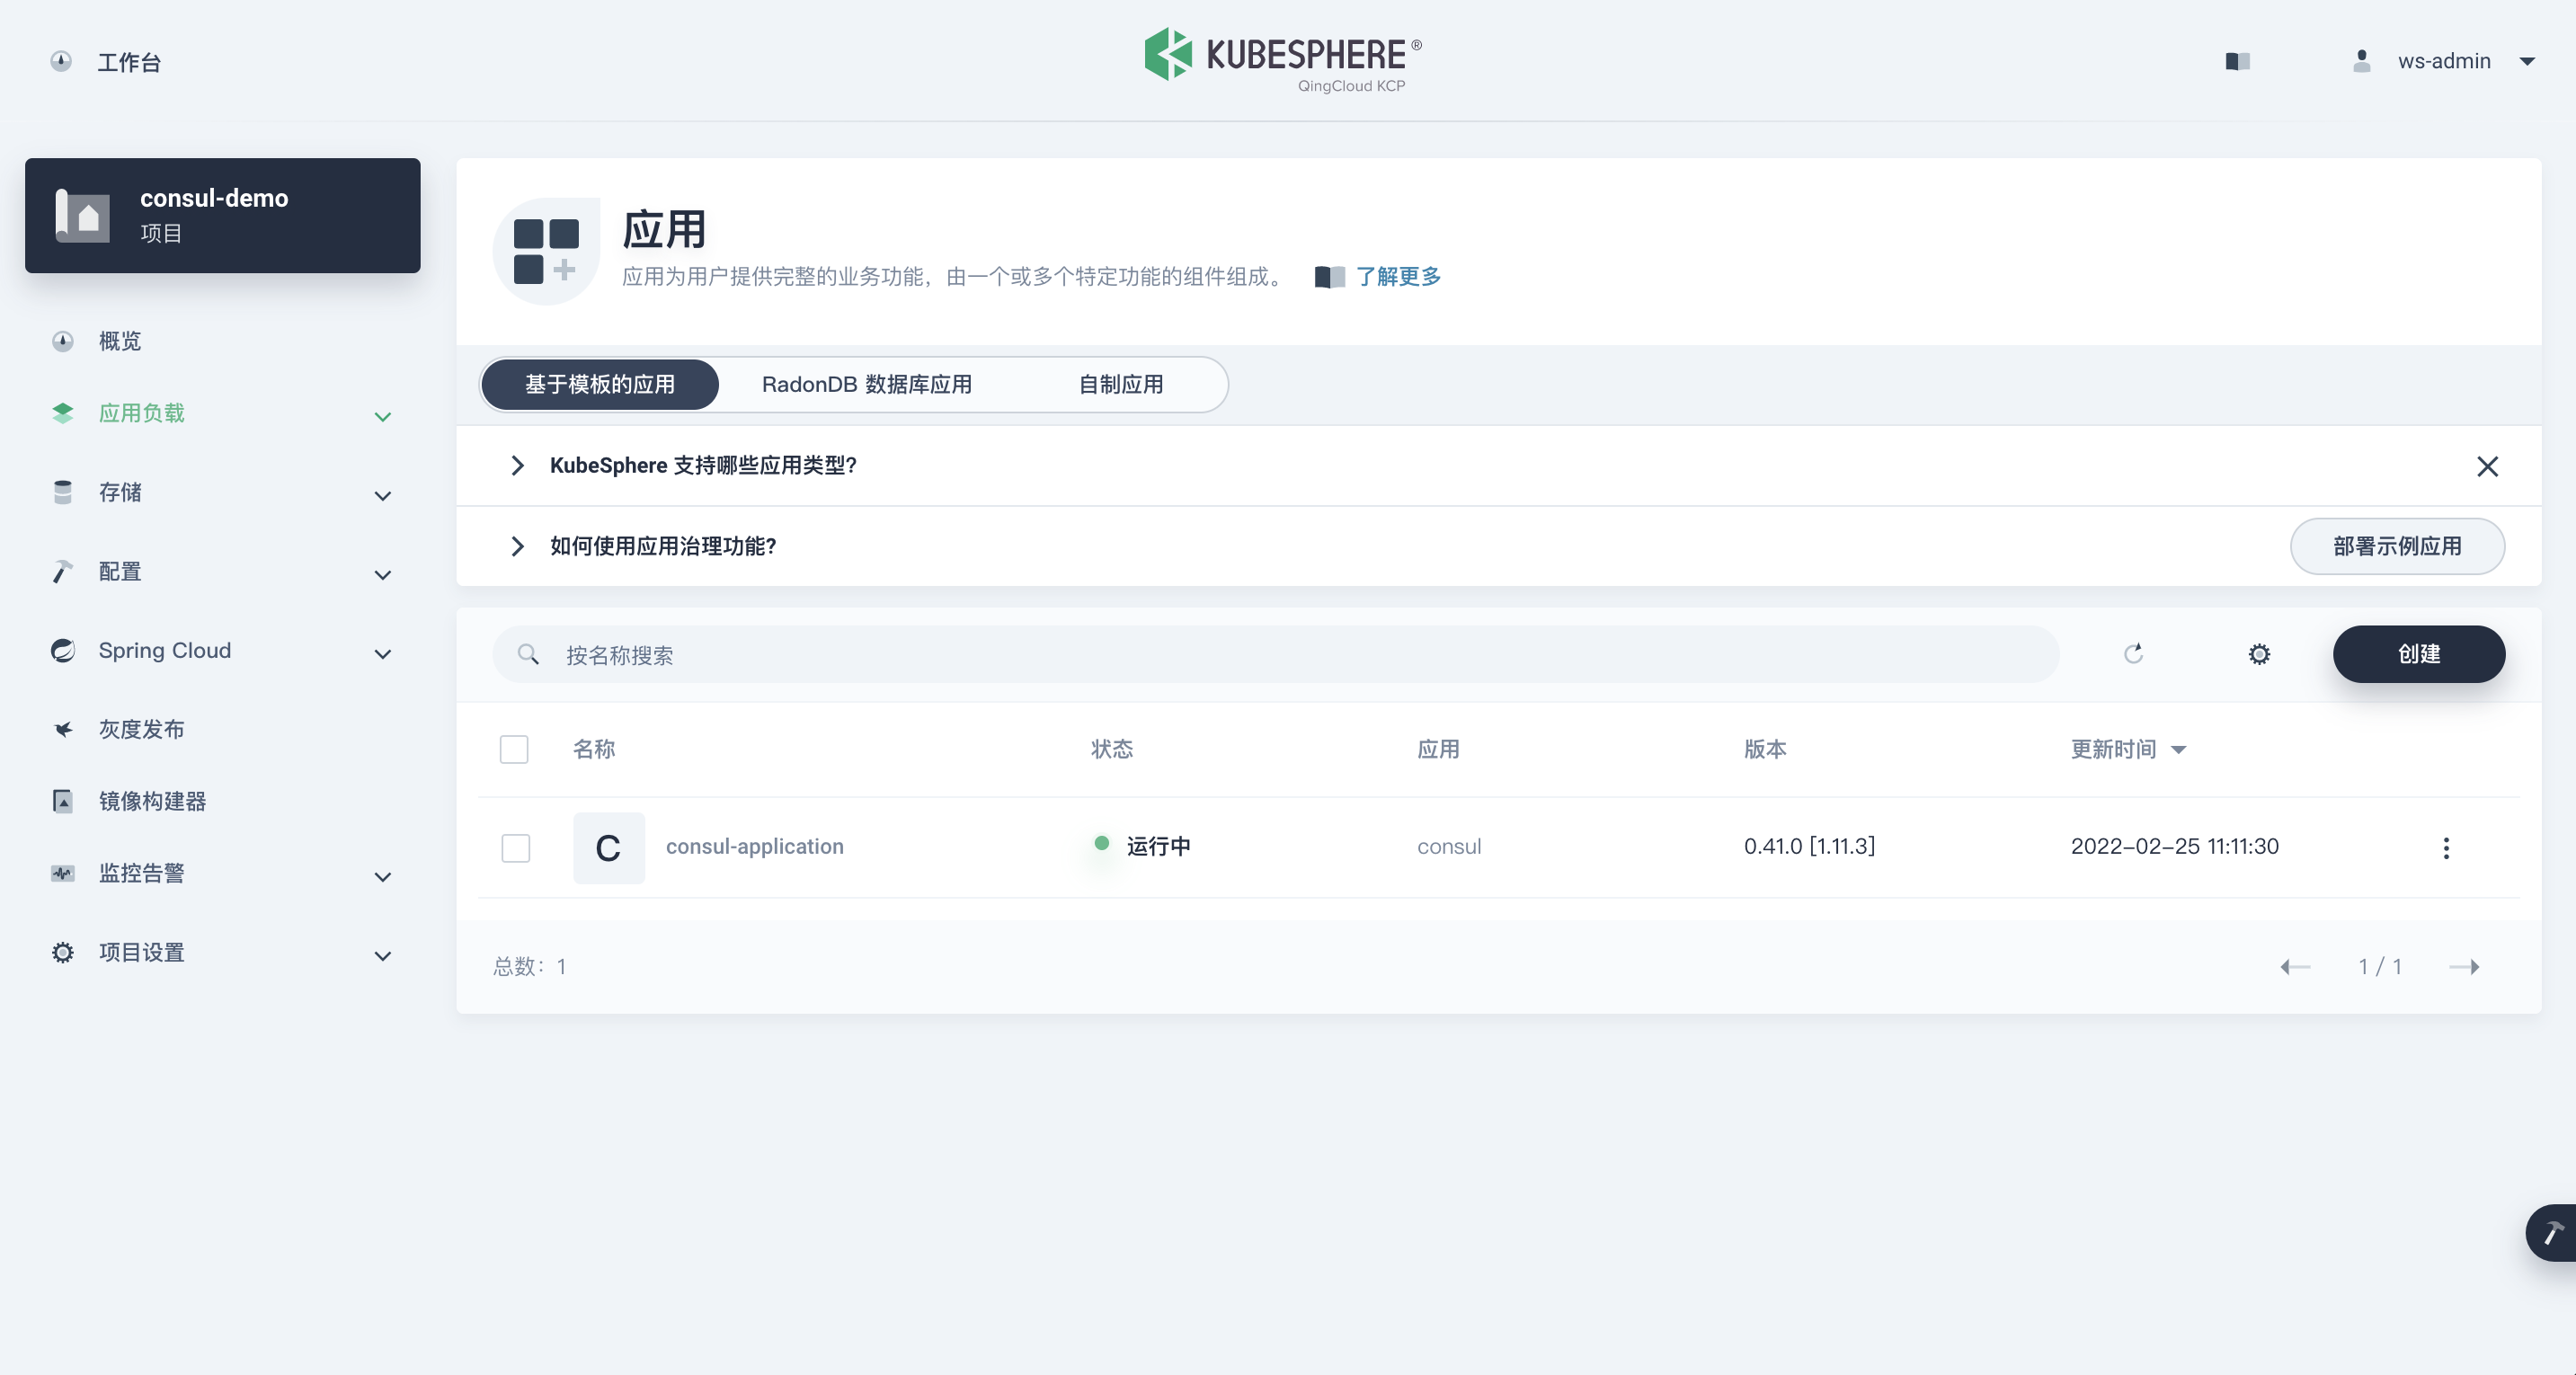 工作台
KUBESPHERE®
QingCloud KCP
ws-admin
consul-demo
项目
概览
应用负载
存储
配置
Spring Cloud
灰度发布
镜像构建器
监控告警
项目设置
应用
应用为用户提供完整的业务功能，由一个或多个特定功能的组件组成。 了解更多
基于模板的应用 RadonDB 数据库应用 自制应用
KubeSphere 支持哪些应用类型?
如何使用应用治理功能? 部署示例应用
按名称搜索 创建
名称 状态 应用 版本 更新时间
C consul-application 运行中 consul 0.41.0 [1.11.3] 2022-02-25 11:11:30
总数：1 1 / 1